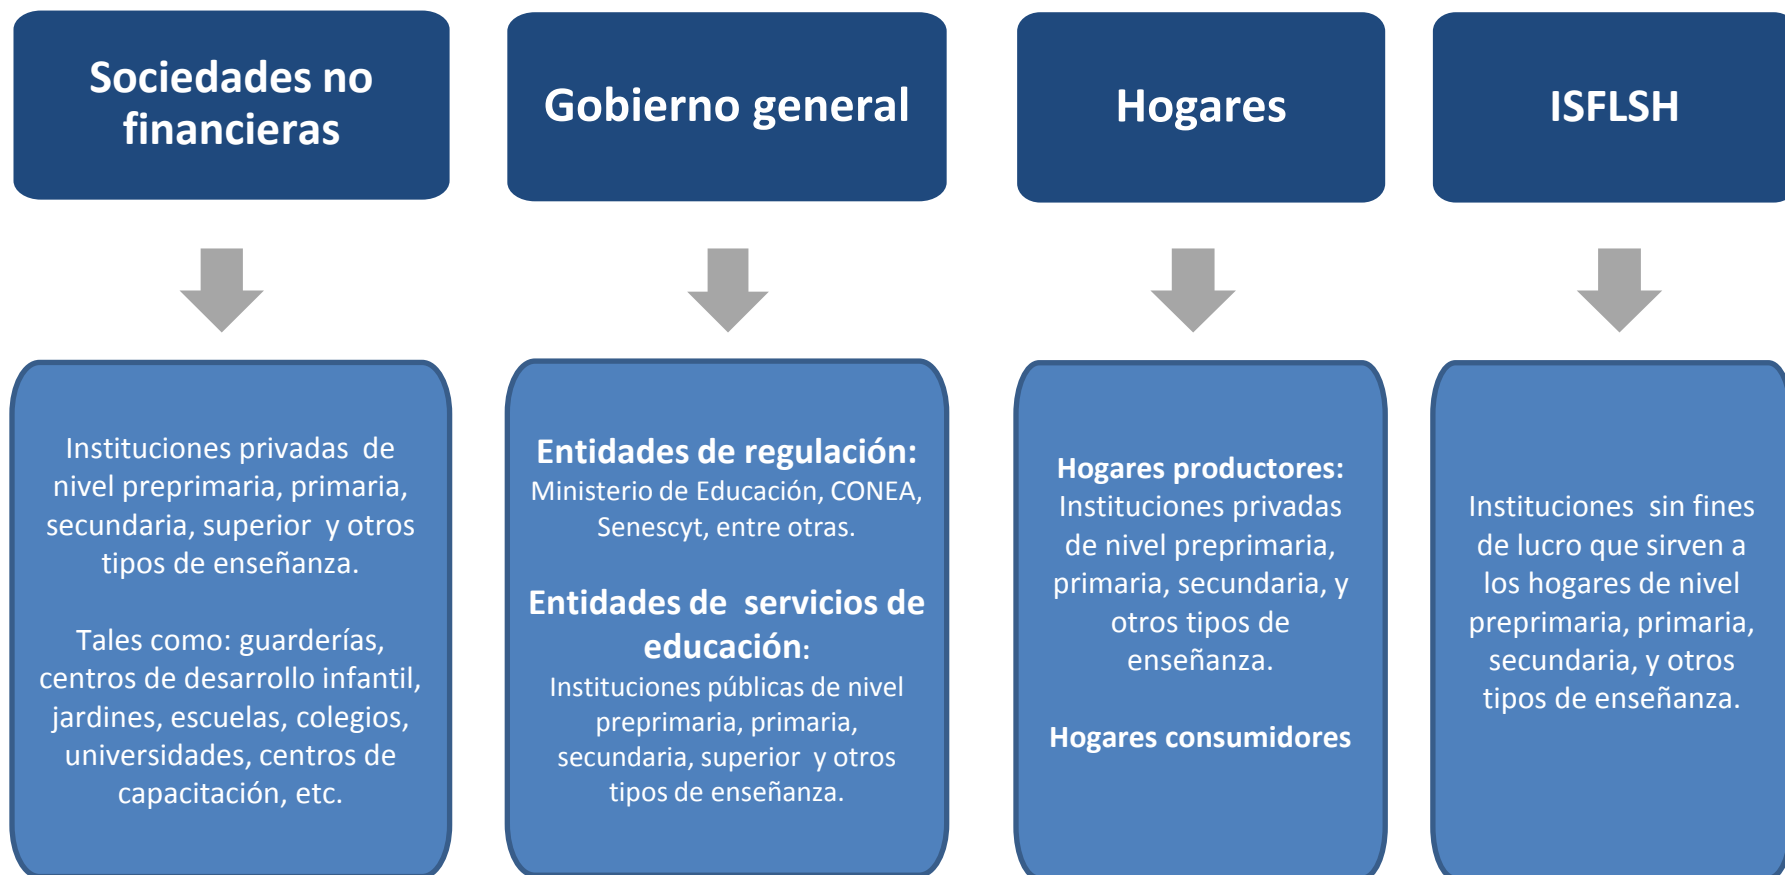 Sociedades no
financieras
Gobierno general
Hogares
ISFLSH
Instituciones privadas de
nivel preprimaria, primaria,
secundaria, superior y otros
tipos de enseñanza.
Tales como: guarderías,
centros de desarrollo infantil,
jardines, escuelas, colegios,
universidades, centros de
capacitación, etc.
Entidades de regulación:
Ministerio de Educación, CONEA,
Senescyt, entre otras.
Entidades de servicios de
educación:
Instituciones públicas de nivel
preprimaria, primaria,
secundaria, superior y otros
tipos de enseñanza.
Hogares productores:
Instituciones privadas
de nivel preprimaria,
primaria, secundaria, y
otros tipos de
enseñanza.
Hogares consumidores
Instituciones sin fines
de lucro que sirven a
los hogares de nivel
preprimaria, primaria,
secundaria, y otros
tipos de enseñanza.